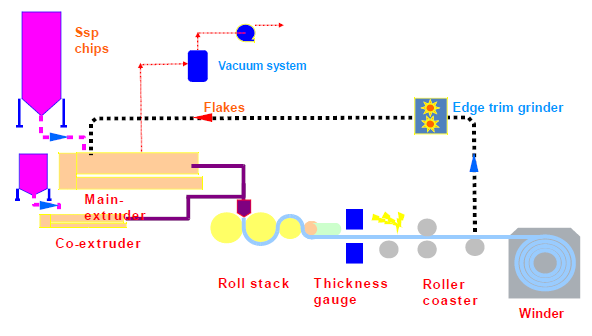 Ssp
chips
Vacuum system
Flakes
Edge trim grinder
Main-
extruder
Co-extruder
Roll stack
Thickness
gauge
Roller
coaster
Winder